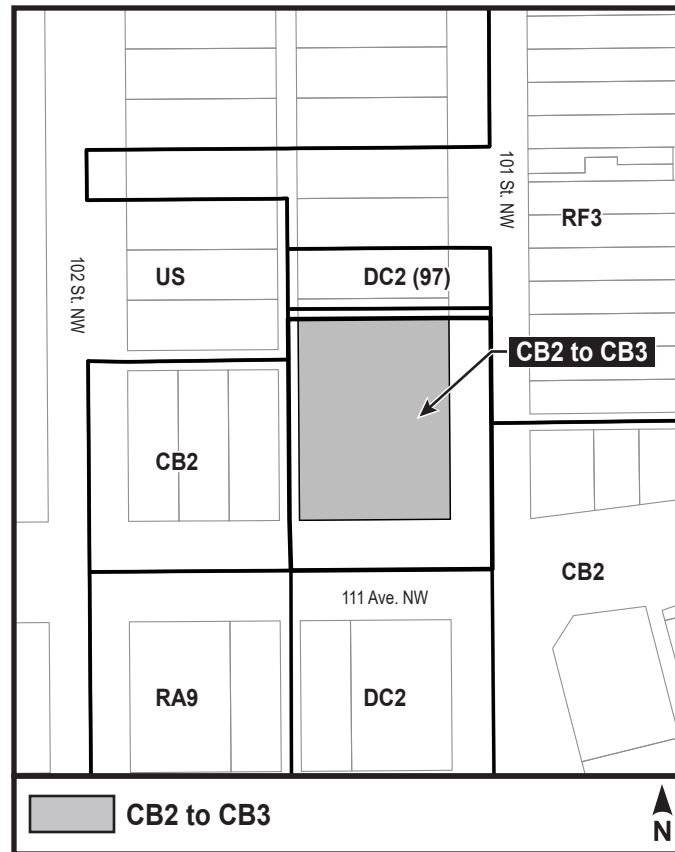 101 St. NW
RF3
102 St. NW
US
DC2 (97)
CB2 to CB3
CB2
CB2
111 Ave. NW
RA9
DC2
CB2 to CB3
N